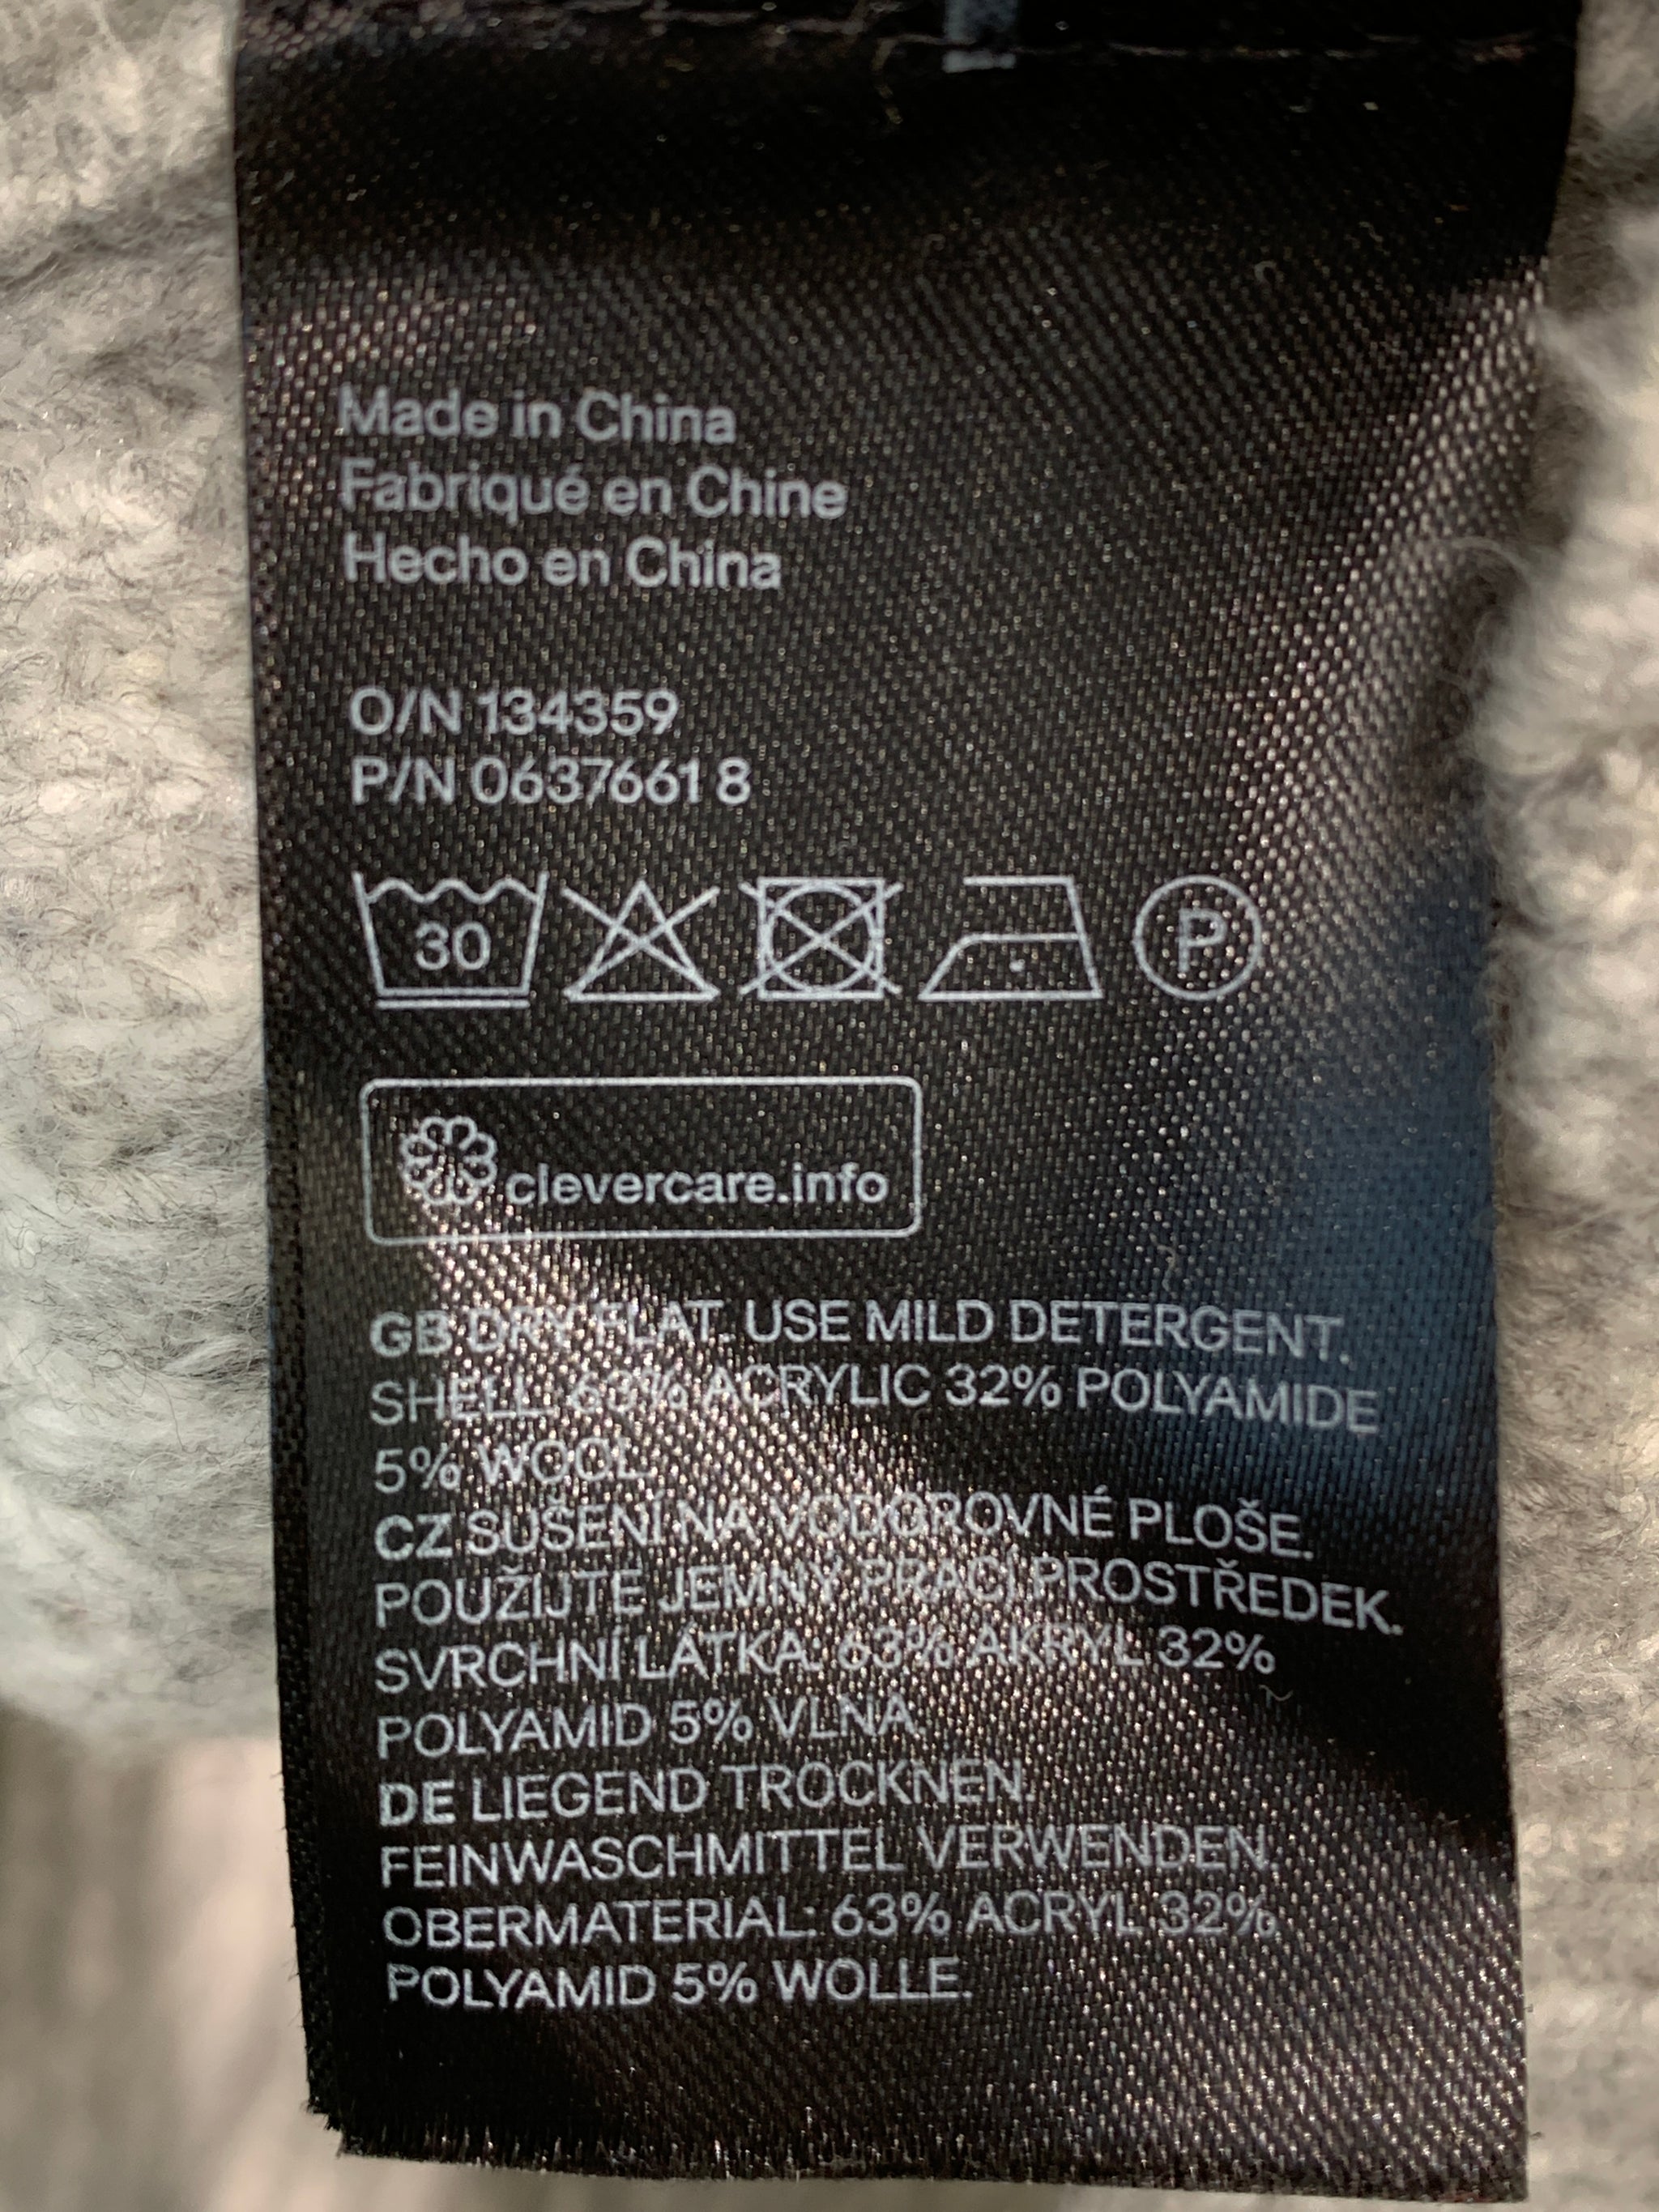 Made in China
Fabriqué en Chine
Hecho en China
O/N 134359
P/N 06376618
30
P
clevercare.info
GB DRY FLAT. USE MILD DETERGENT.
SHELL: 63% ACRYLIC 32% POLYAMIDE
5% WOOL.
CZ SUŠENÍ NA VODOROVNÉ PLOŠE.
POUŽIJTE JEMNÝ PRACÍ PROSTŘEDEK.
SVRCHNÍ LÁTKA: 63% AKRYL 32%
POLYAMID 5% VLNA.
DE LIEGEND TROCKNEN.
FEINWASCHMITTEL VERWENDEN.
OBERMATERIAL: 63% ACRYL 32%
POLYAMID 5% WOLLE.